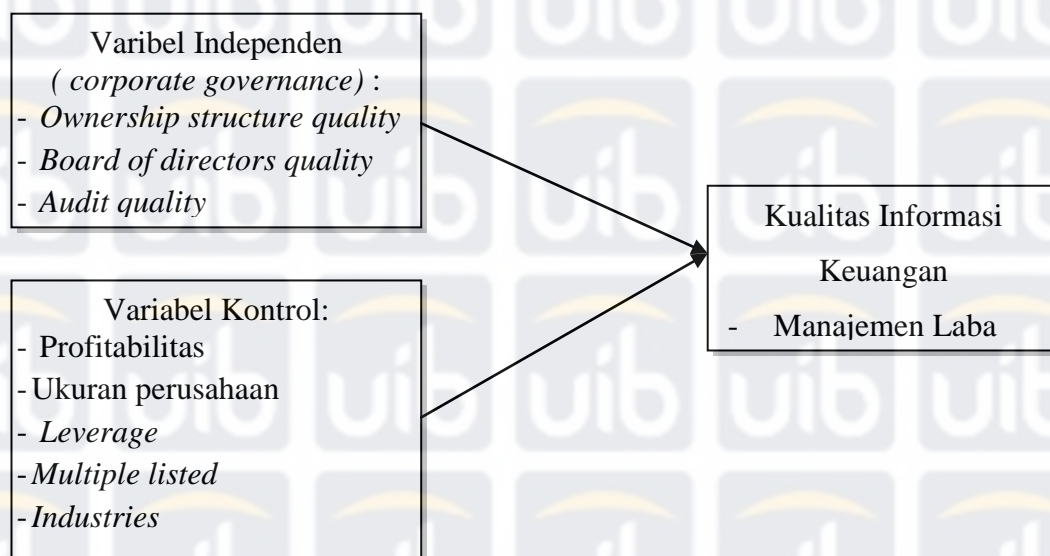 Varibel Independen
( corporate governance) :
- Ownership structure quality
- Board of directors quality
- Audit quality
Kualitas Informasi
Keuangan
- Manajemen Laba
Variabel Kontrol:
- Profitabilitas
-Ukuran perusahaan
- Leverage
-Multiple listed
-Industries